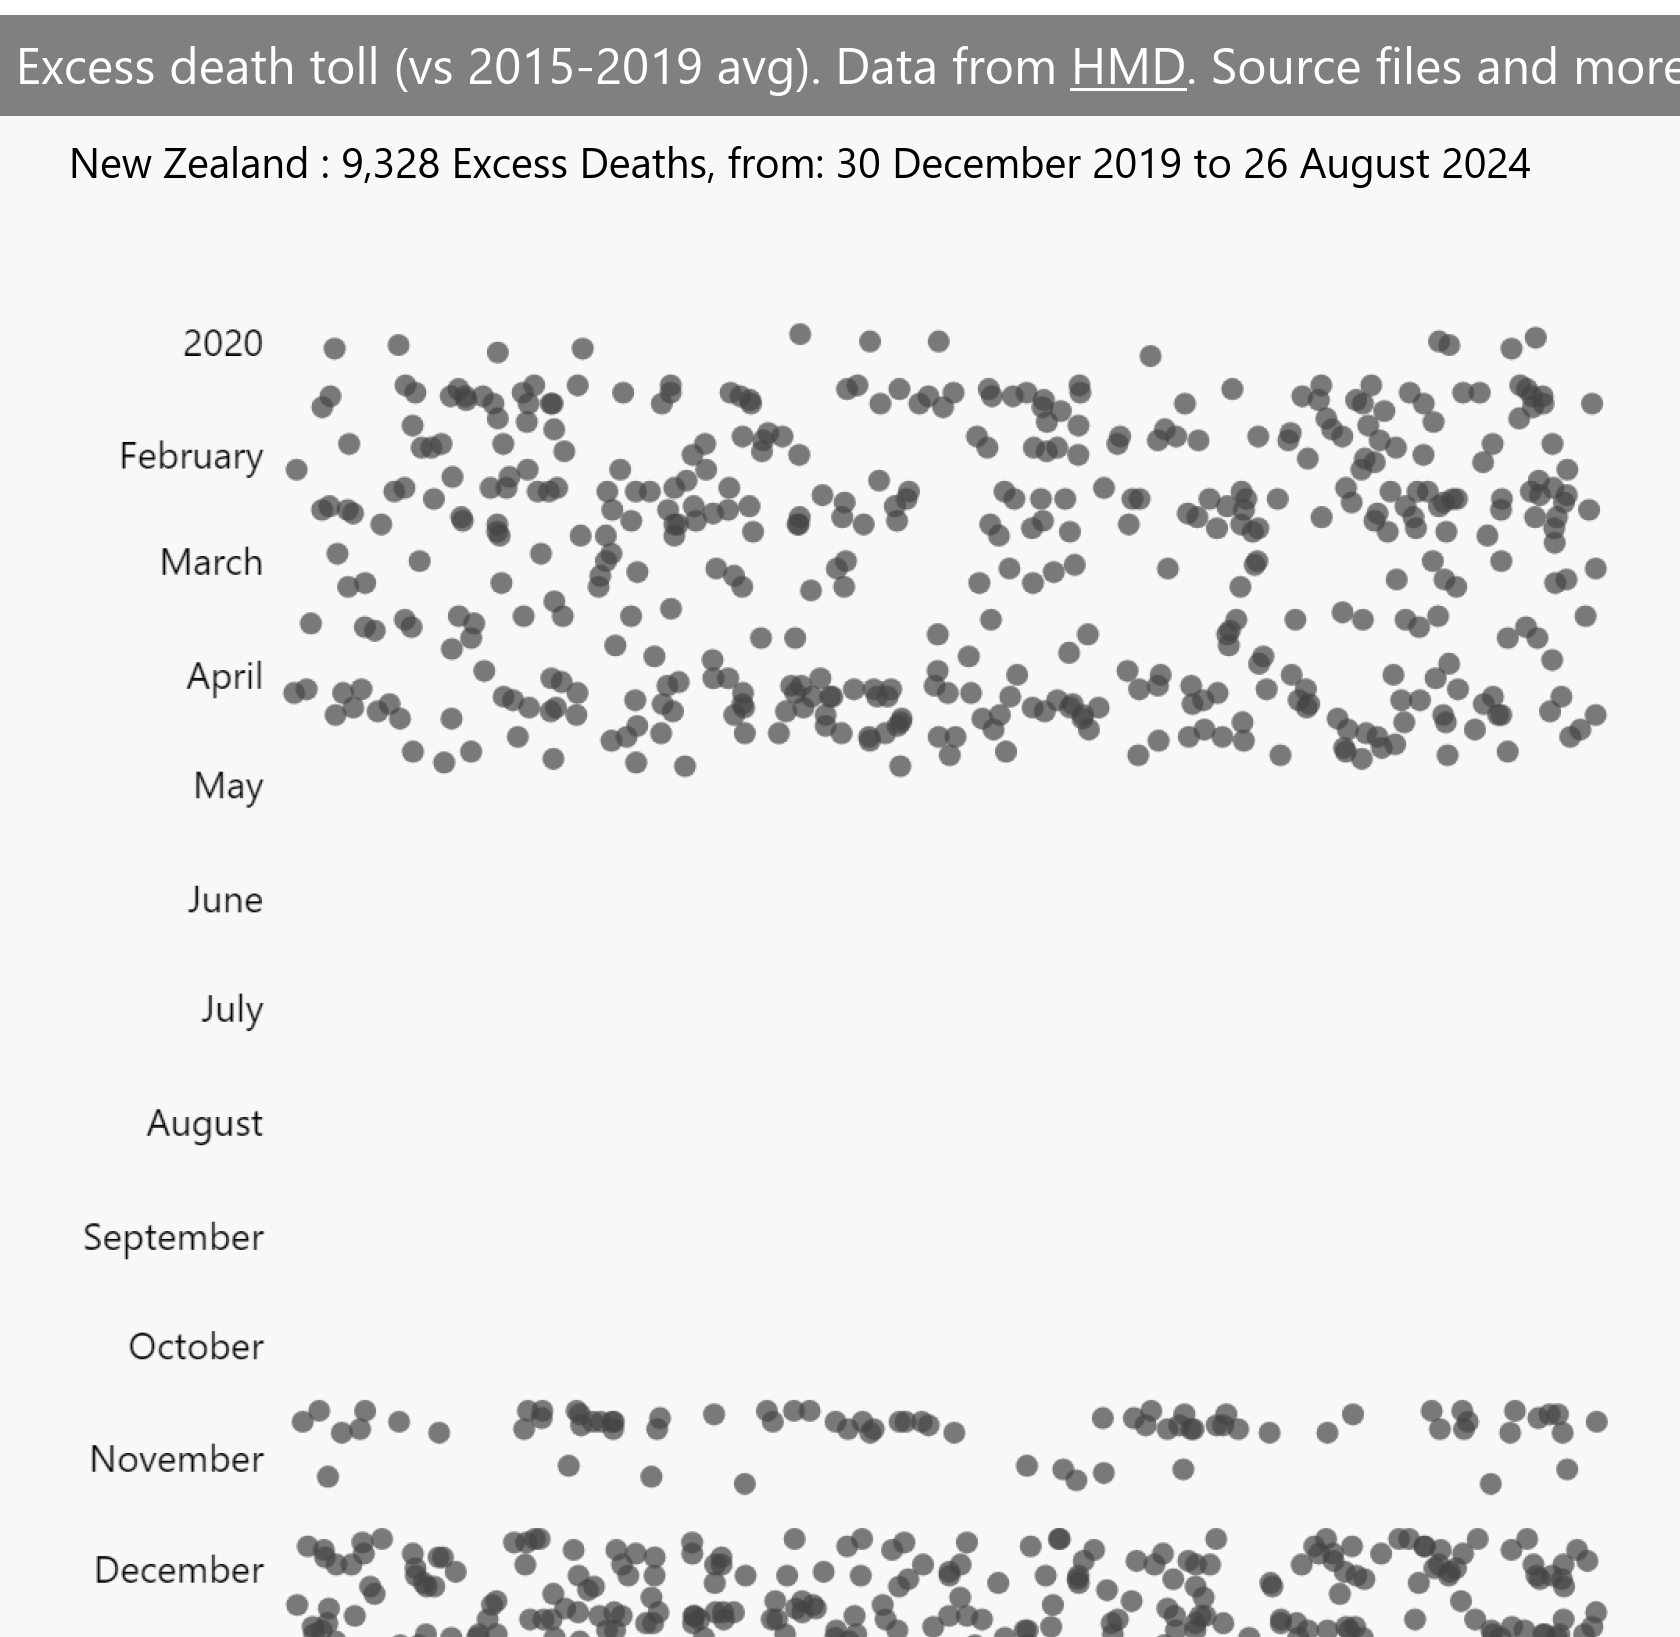 Excess death toll (vs 2015-2019 avg). Data from HMD. Source files and more
New Zealand : 9,328 Excess Deaths, from: 30 December 2019 to 26 August 2024
2020
February
March
April
May
June
July
August
September
October
November
December